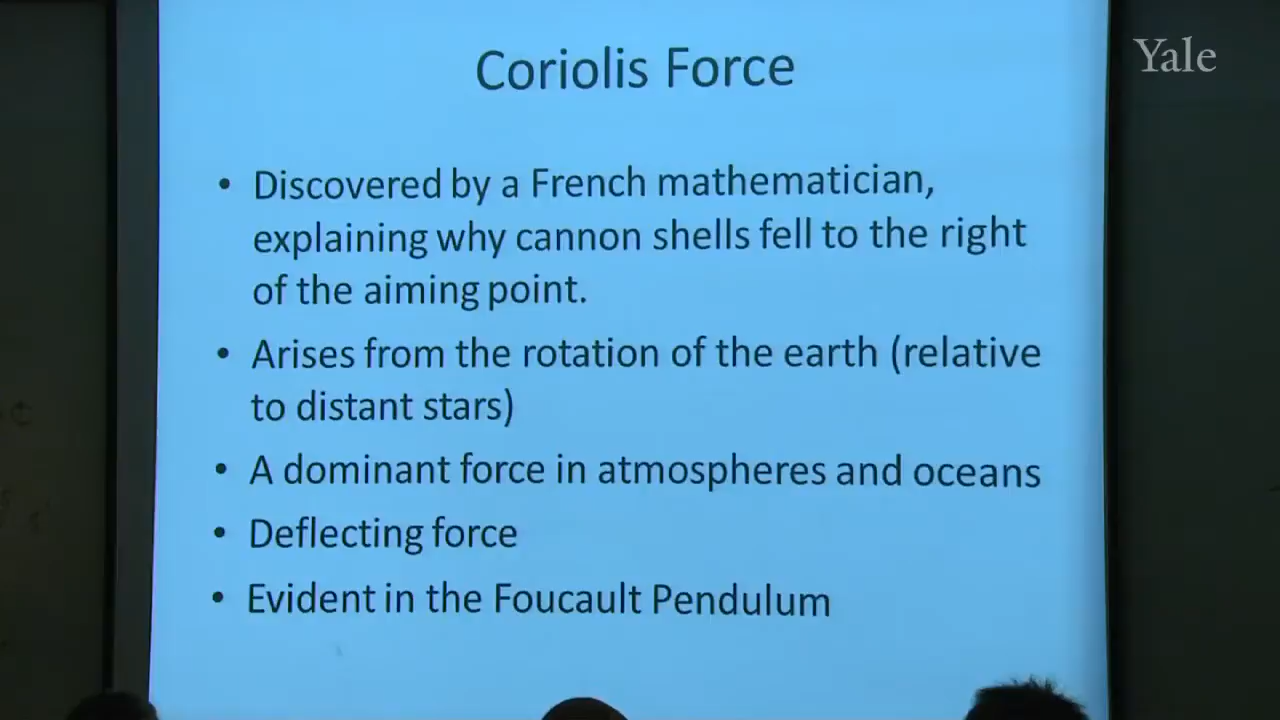 Coriolis Force
Yale
• Discovered by a French mathematician,
explaining why cannon shells fell to the right
of the aiming point.
• Arises from the rotation of the earth (relative
to distant stars)
• A dominant force in atmospheres and oceans
• Deflecting force
• Evident in the Foucault Pendulum